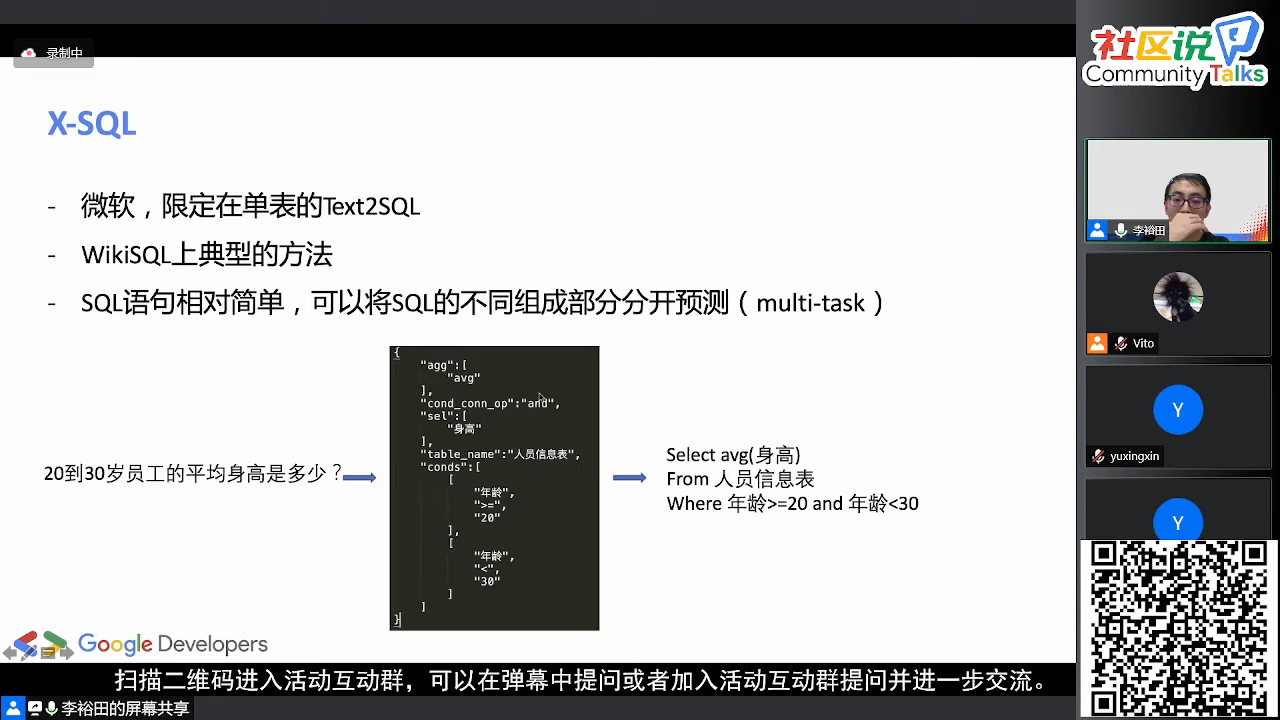 录制中
社区说
Community Talks
X-SQL
- 微软，限定在单表的Text2SQL
- WikiSQL上典型的方法
- SQL语句相对简单，可以将SQL的不同组成部分分开预测（multi-task）
20到30岁员工的平均身高是多少？
{
"agg":[
"avg"
],
"cond_conn_op":"and",
"sel":[
"身高"
],
"table_name":"人员信息表",
"conds":[
[
"年龄",
">=",
"20"
],
[
"年龄",
"<",
"30"
]
]
}
Select avg(身高)
From 人员信息表
Where 年龄>=20 and 年龄<30
李裕田
Vito
Y
yuxingxin
Y
Google Developers
扫描二维码进入活动互动群，可以在弹幕中提问或者加入活动互动群提问并进一步交流。
李裕田的屏幕共享